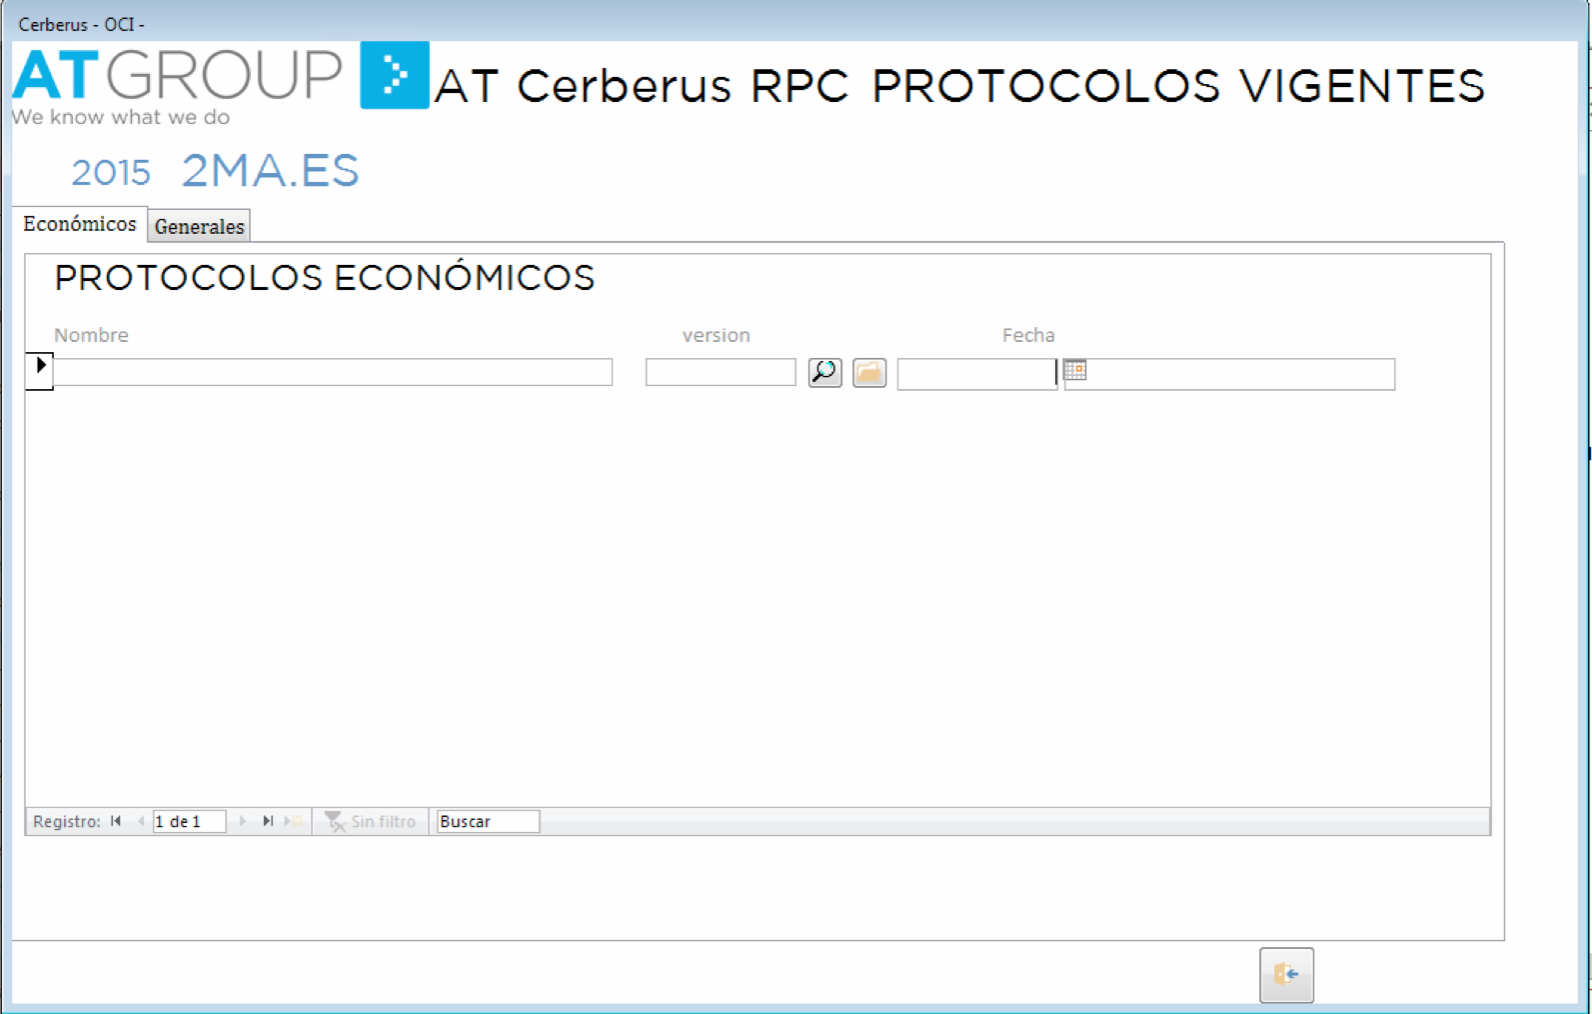 Cerberus - OCI -
ATGROUP
We know what we do
AT Cerberus RPC PROTOCOLOS VIGENTES
2015 2MA.ES
Económicos Generales
PROTOCOLOS ECONÓMICOS
Nombre version Fecha
Registro: 1 de 1 Sin filtro Buscar